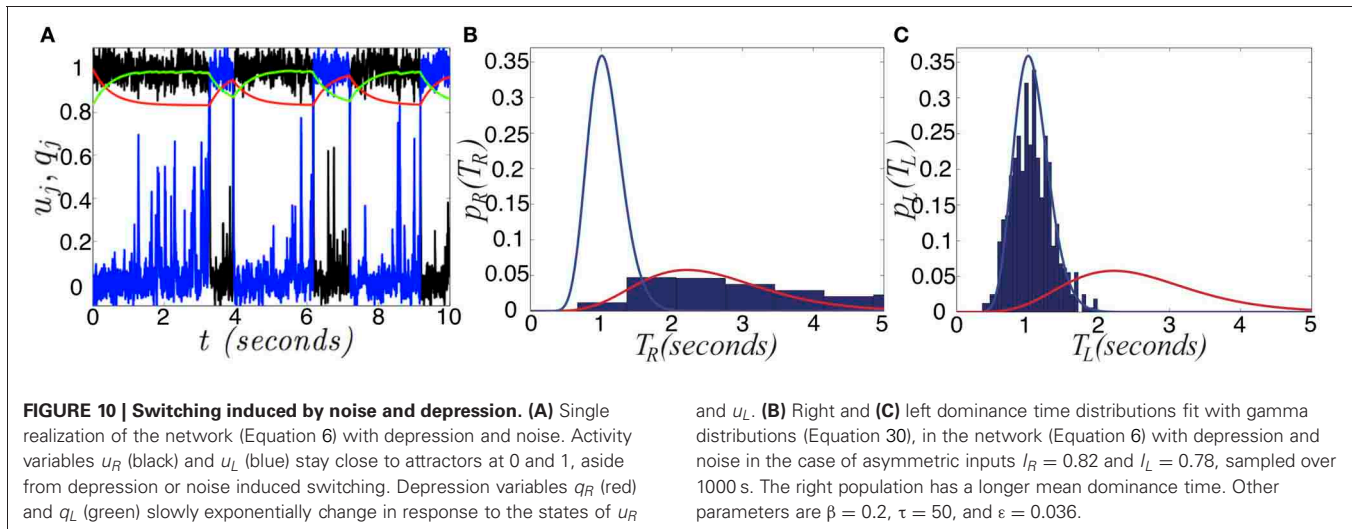 A
1
0.8
0.6
0.4
0.2
0
u_j, q_j
0 2 4 6 8 10
t (seconds)
B
0.35
0.3
0.25
0.2
0.15
0.1
0.05
0
p_R(T_R)
0 1 2 3 4 5
T_R(seconds)
C
0.35
0.3
0.25
0.2
0.15
0.1
0.05
0
p_L(T_L)
0 1 2 3 4 5
T_L(seconds)
FIGURE 10 | Switching induced by noise and depression. (A) Single
realization of the network (Equation 6) with depression and noise. Activity
variables u_R (black) and u_L (blue) stay close to attractors at 0 and 1, aside
from depression or noise induced switching. Depression variables q_R (red)
and q_L (green) slowly exponentially change in response to the states of u_R
and u_L. (B) Right and (C) left dominance time distributions fit with gamma
distributions (Equation 30), in the network (Equation 6) with depression and
noise in the case of asymmetric inputs I_R = 0.82 and I_L = 0.78, sampled over
1000 s. The right population has a longer mean dominance time. Other
parameters are β = 0.2, τ = 50, and ε = 0.036.